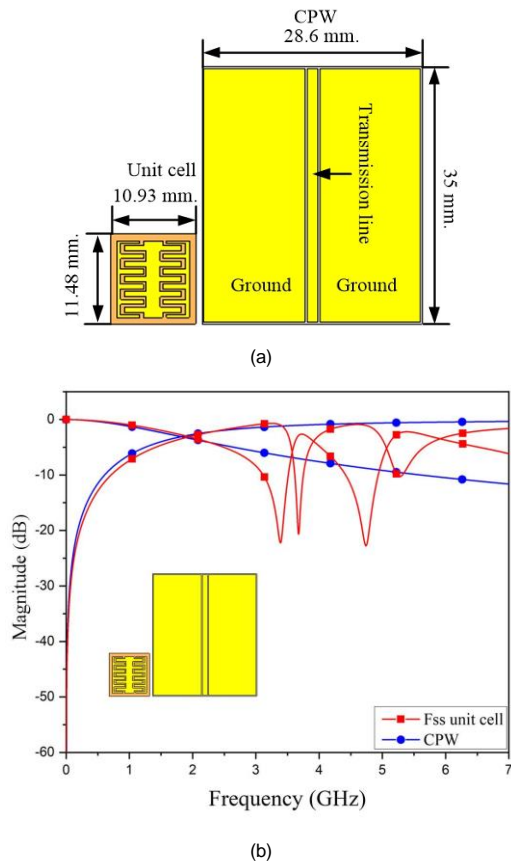 CPW
28.6 mm.
Unit cell
10.93 mm.
11.48 mm.
Transmission line
35 mm.
Ground
Ground
(a)
0
-10
-20
-30
-40
-50
-60
Magnitude (dB)
Fss unit cell
CPW
0 1 2 3 4 5 6 7
Frequency (GHz)
(b)